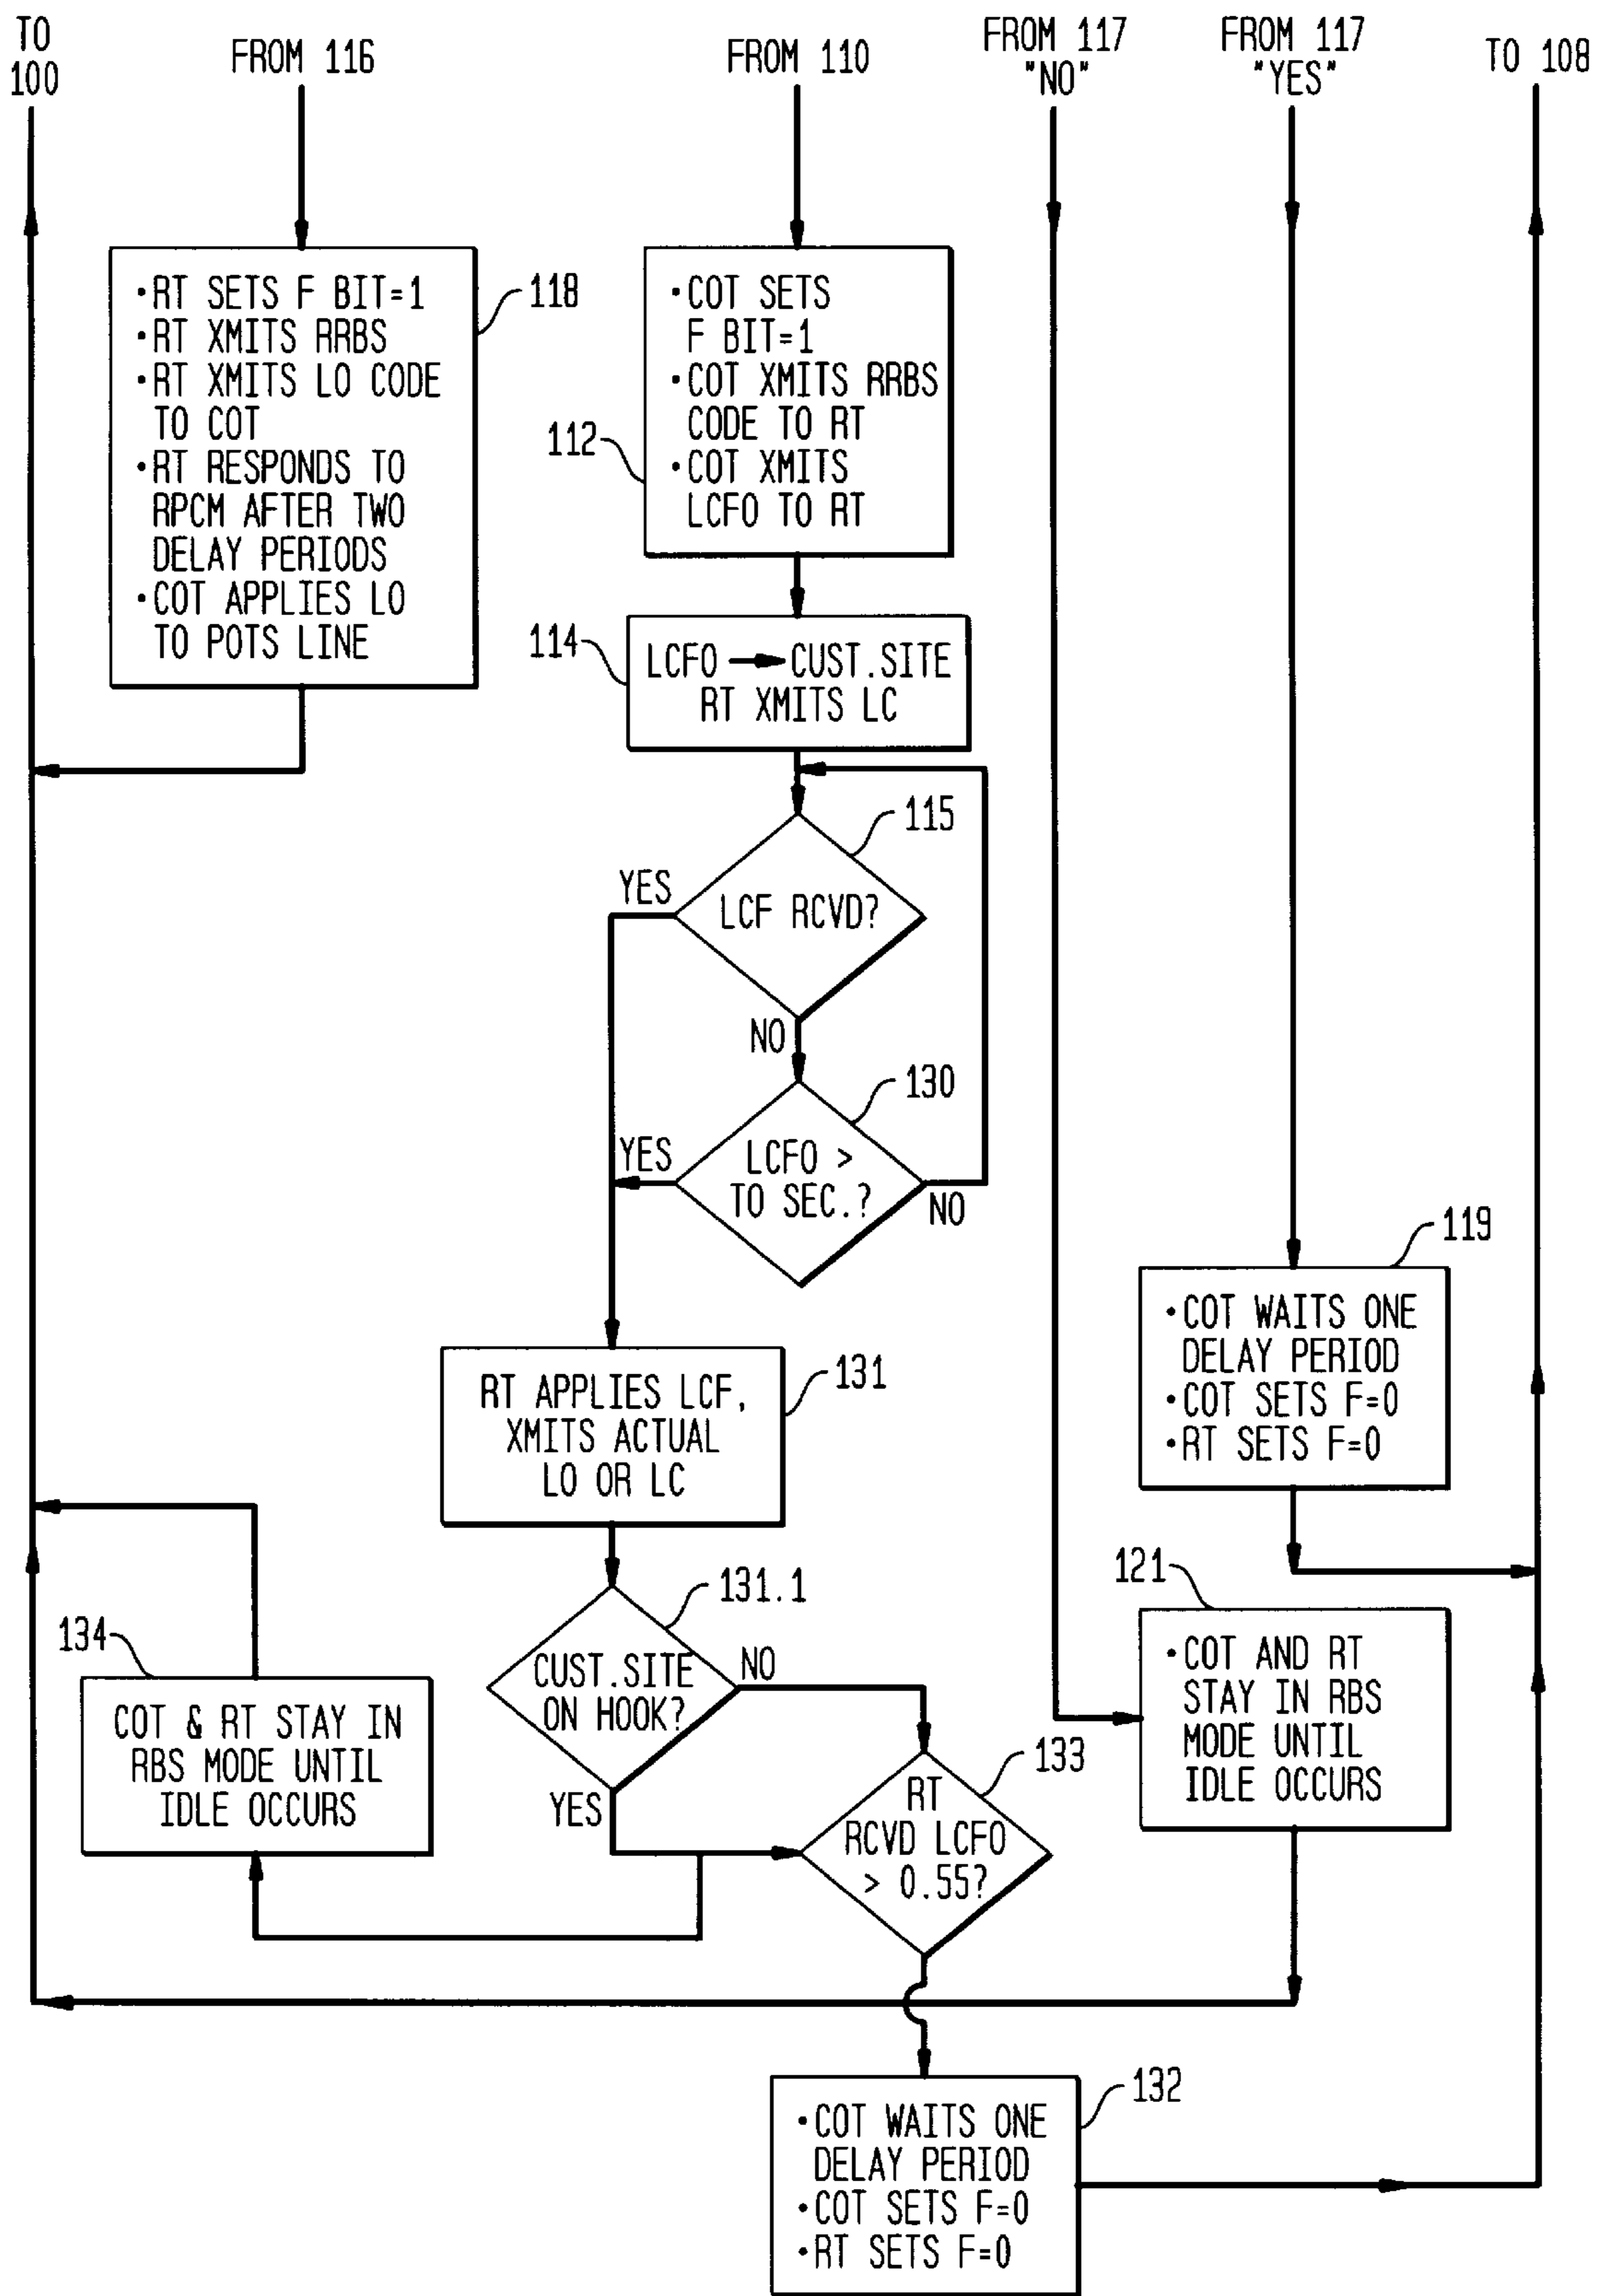 TO
100
FROM 116
FROM 110
FROM 117
"NO"
FROM 117
"YES"
TO 108
•RT SETS F BIT=1
•RT XMITS RRBS
•RT XMITS LO CODE
TO COT
•RT RESPONDS TO
RPCM AFTER TWO
DELAY PERIODS
•COT APPLIES LO
TO POTS LINE
118
•COT SETS
F BIT=1
•COT XMITS RRBS
CODE TO RT
•COT XMITS
LCFO TO RT
112
114
LCFO → CUST.SITE
RT XMITS LC
115
LCF RCVD?
YES
NO
130
LCFO >
TO SEC.?
YES
NO
119
•COT WAITS ONE
DELAY PERIOD
•COT SETS F=0
•RT SETS F=0
131
RT APPLIES LCF,
XMITS ACTUAL
LO OR LC
131.1
CUST.SITE
ON HOOK?
NO
YES
121
•COT AND RT
STAY IN RBS
MODE UNTIL
IDLE OCCURS
134
COT & RT STAY IN
RBS MODE UNTIL
IDLE OCCURS
133
RT
RCVD LCFO
> 0.55?
132
•COT WAITS ONE
DELAY PERIOD
•COT SETS F=0
•RT SETS F=0